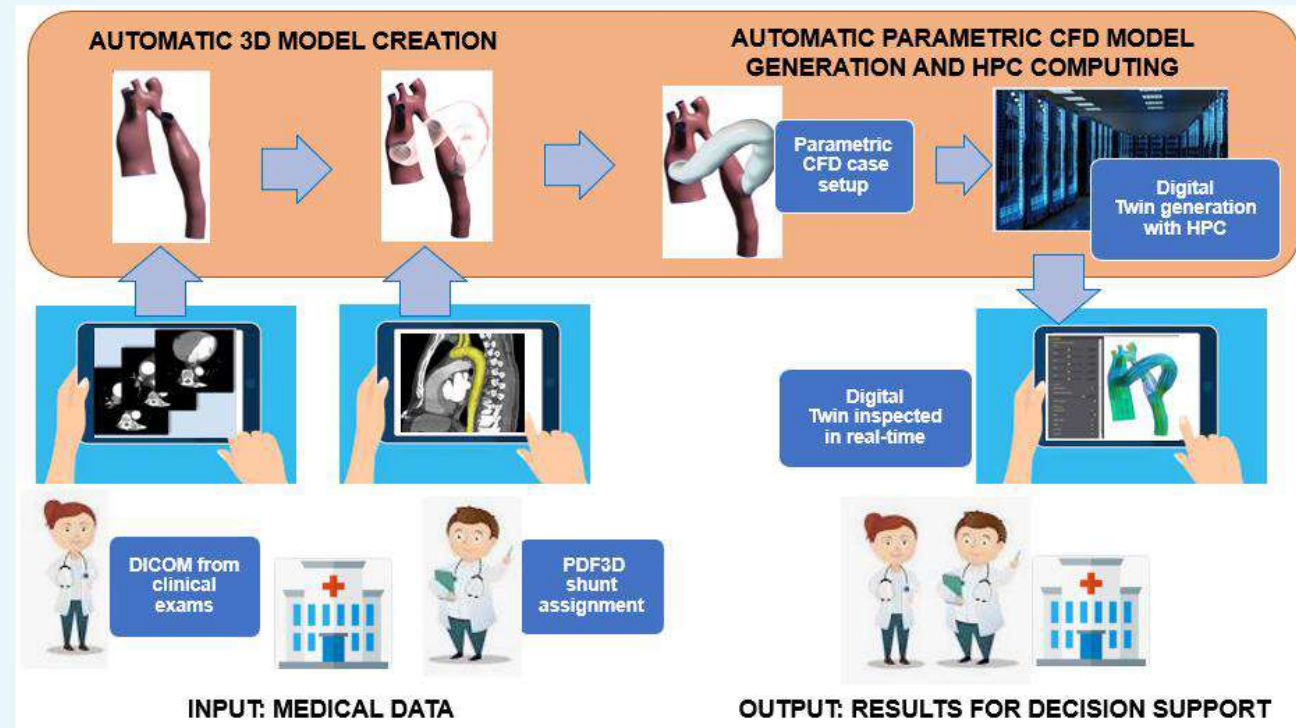 AUTOMATIC 3D MODEL CREATION
AUTOMATIC PARAMETRIC CFD MODEL
GENERATION AND HPC COMPUTING
Parametric
CFD case
setup
Digital
Twin generation
with HPC
Digital
Twin inspected
in real-time
DICOM from
clinical
exams
PDF3D
shunt
assignment
INPUT: MEDICAL DATA
OUTPUT: RESULTS FOR DECISION SUPPORT